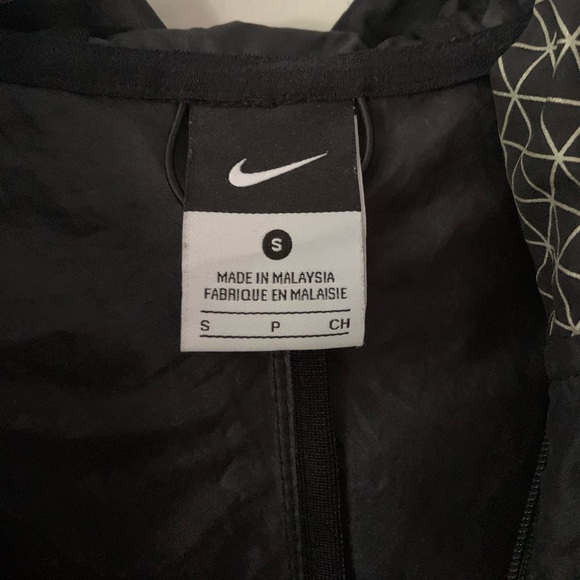 S
MADE IN MALAYSIA
FABRIQUE EN MALAISIE
S P CH